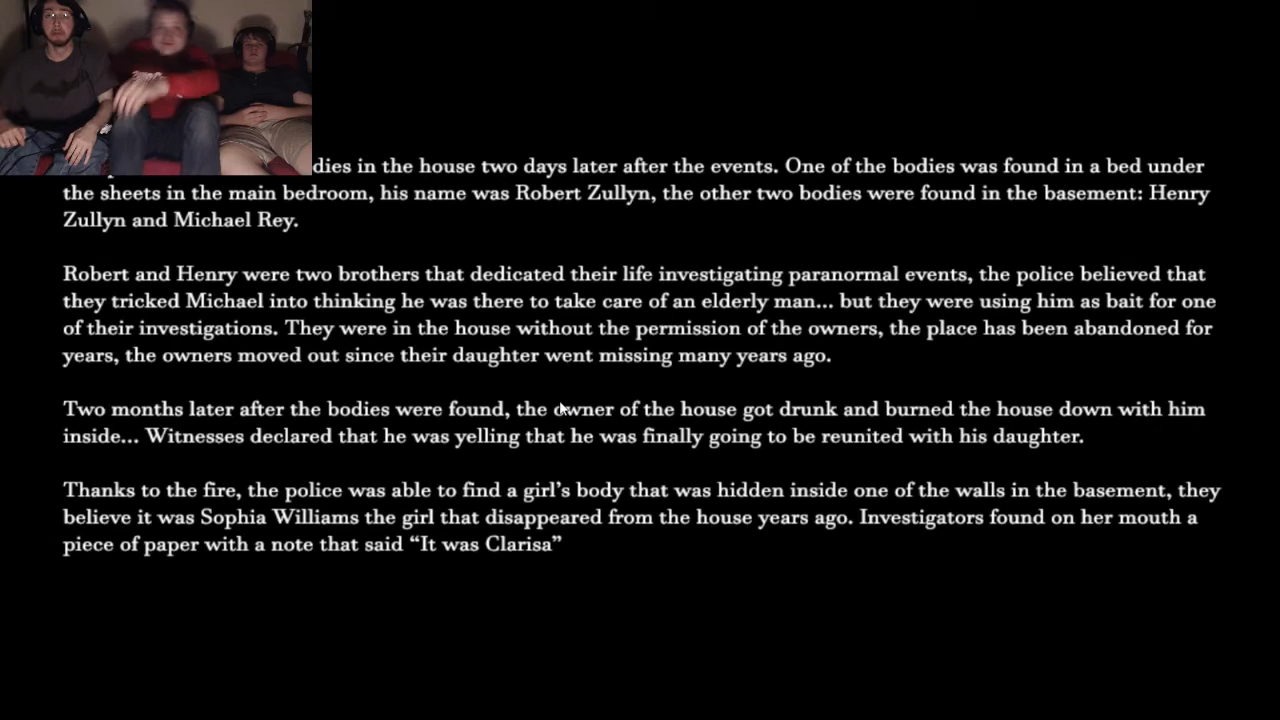 dies in the house two days later after the events. One of the bodies was found in a bed under
the sheets in the main bedroom, his name was Robert Zullyn, the other two bodies were found in the basement: Henry
Zullyn and Michael Rey.
Robert and Henry were two brothers that dedicated their life investigating paranormal events, the police believed that
they tricked Michael into thinking he was there to take care of an elderly man... but they were using him as bait for one
of their investigations. They were in the house without the permission of the owners, the place has been abandoned for
years, the owners moved out since their daughter went missing many years ago.
Two months later after the bodies were found, the owner of the house got drunk and burned the house down with him
inside... Witnesses declared that he was yelling that he was finally going to be reunited with his daughter.
Thanks to the fire, the police was able to find a girl’s body that was hidden inside one of the walls in the basement, they
believe it was Sophia Williams the girl that disappeared from the house years ago. Investigators found on her mouth a
piece of paper with a note that said “It was Clarisa”